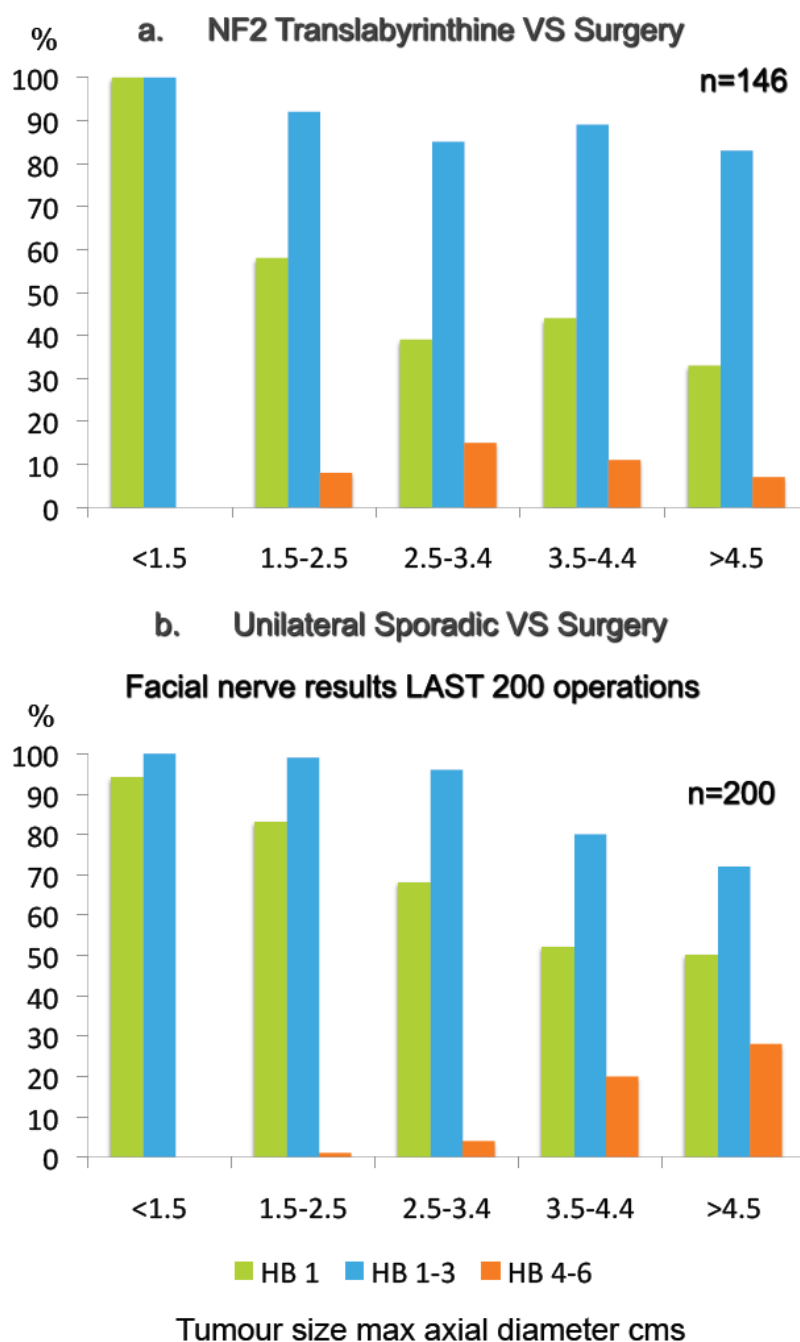 a. NF2 Translabyrinthine VS Surgery
%
n=146
100
90
80
70
60
50
40
30
20
10
0
<1.5 1.5-2.5 2.5-3.4 3.5-4.4 >4.5
b. Unilateral Sporadic VS Surgery
Facial nerve results LAST 200 operations
%
n=200
100
90
80
70
60
50
40
30
20
10
0
<1.5 1.5-2.5 2.5-3.4 3.5-4.4 >4.5
HB 1 HB 1-3 HB 4-6
Tumour size max axial diameter cms